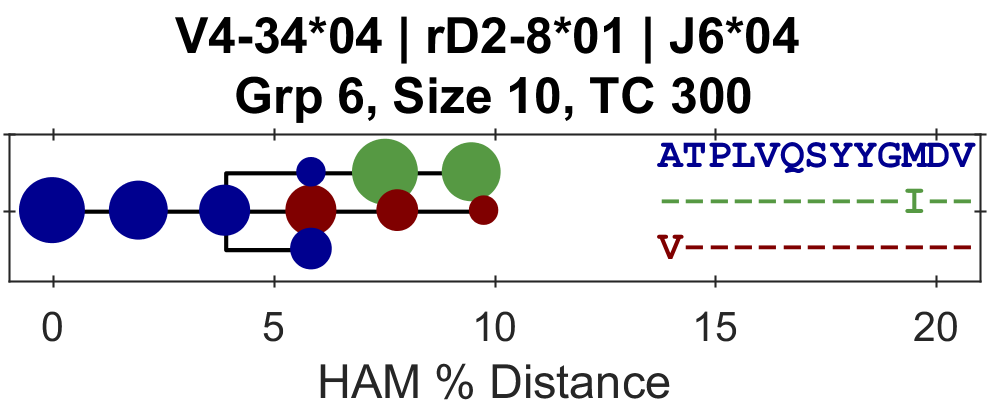 V4-34*04 | rD2-8*01 | J6*04
Grp 6, Size 10, TC 300
ATPLVQSYYGMDV
-----------I--
V------------
0 5 10 15 20
HAM % Distance